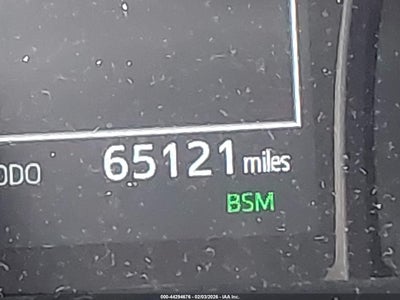 ODO 65121 miles
BSM
000-44294676 - 02/03/2026 - IAA Inc.